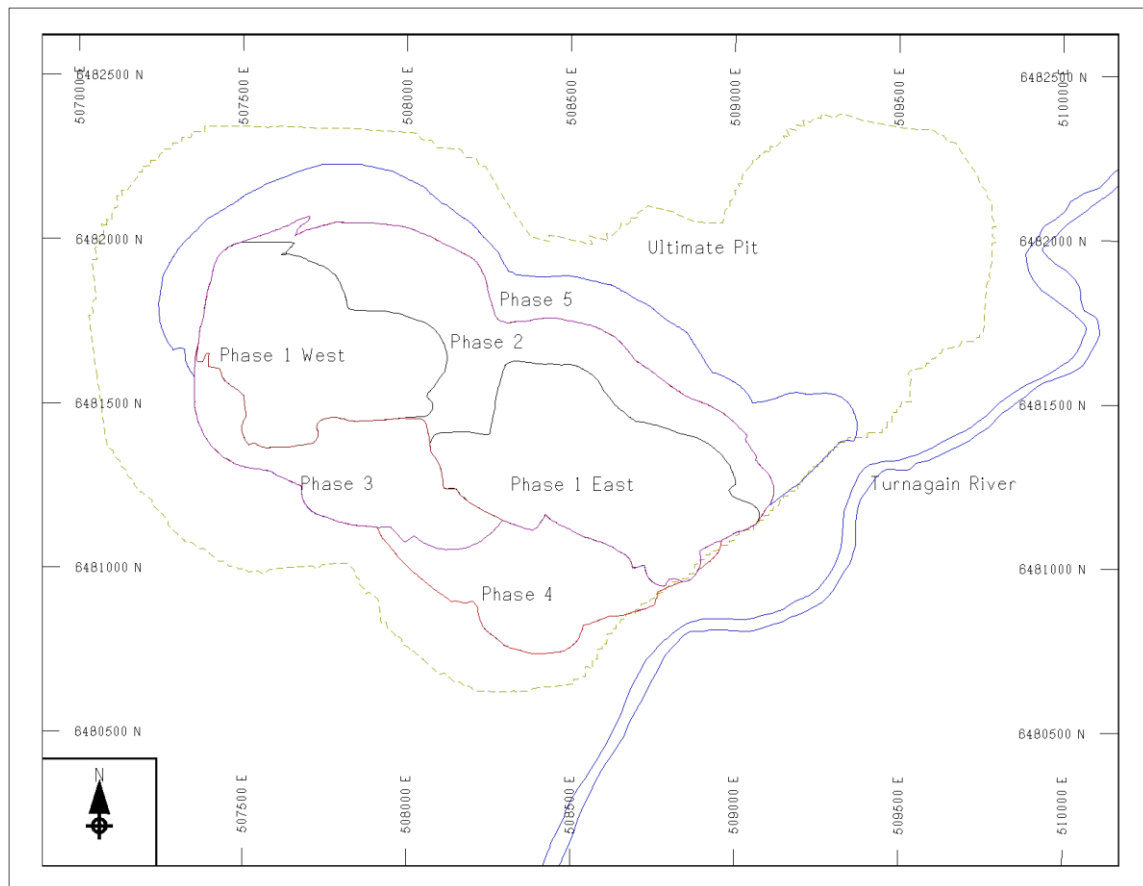 507000 E
507500 E
508000 E
508500 E
509000 E
509500 E
510000 E
6482500 N
6482500 N
6482000 N
Ultimate Pit
6482000 N
Phase 5
Phase 2
Phase 1 West
6481500 N
6481500 N
Phase 3
Phase 1 East
Turnagain River
6481000 N
6481000 N
Phase 4
6480500 N
6480500 N
N
507500 E
508000 E
508500 E
509000 E
509500 E
510000 E